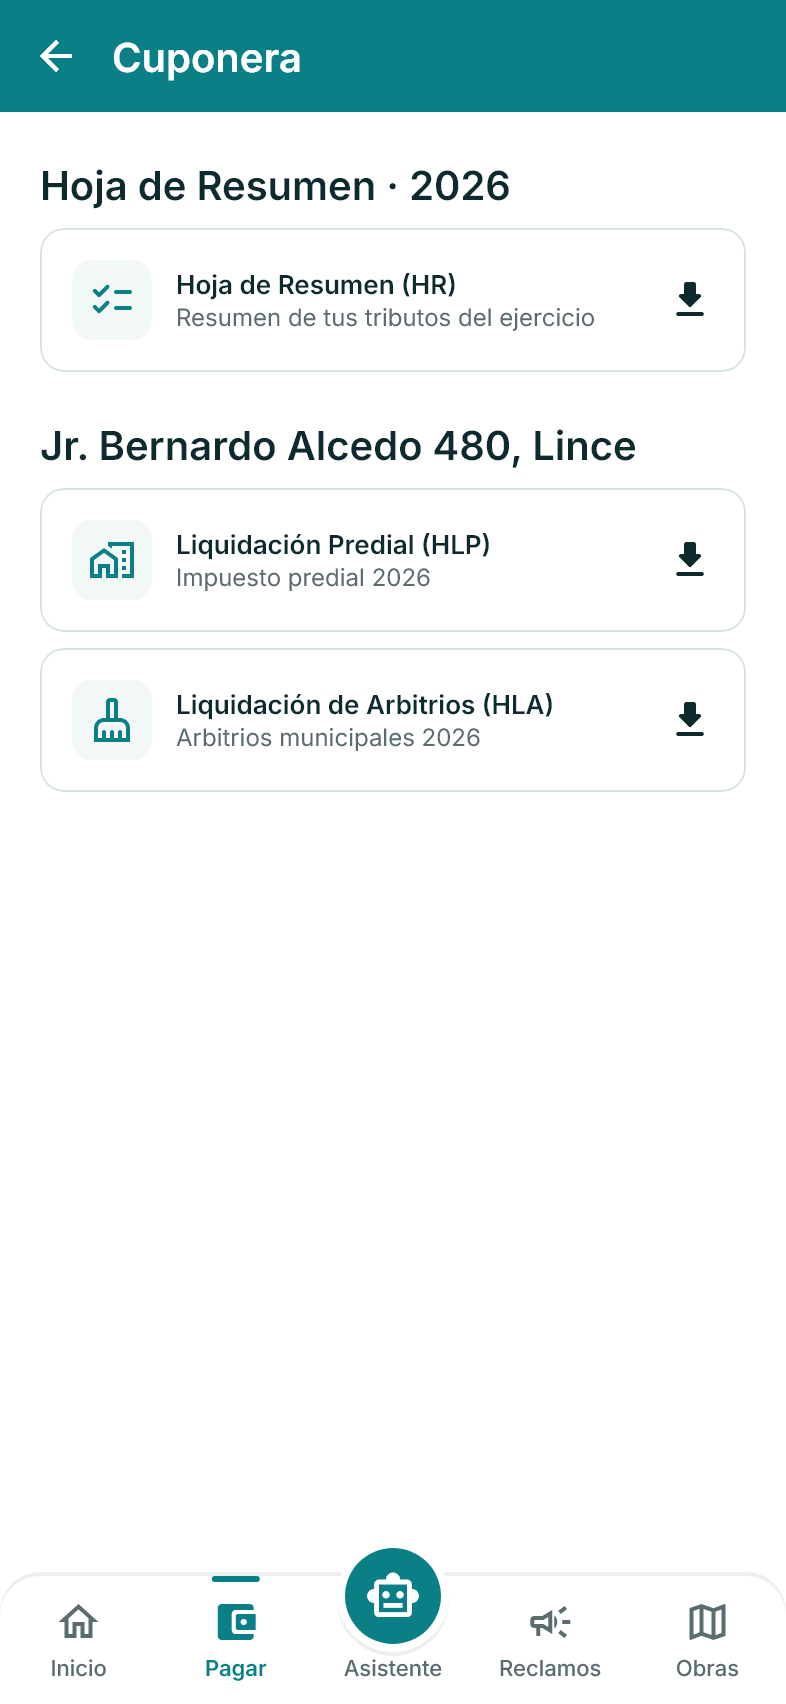 Cuponera
Hoja de Resumen · 2026
Hoja de Resumen (HR)
Resumen de tus tributos del ejercicio
Jr. Bernardo Alcedo 480, Lince
Liquidación Predial (HLP)
Impuesto predial 2026
Liquidación de Arbitrios (HLA)
Arbitrios municipales 2026
Inicio
Pagar
Asistente
Reclamos
Obras